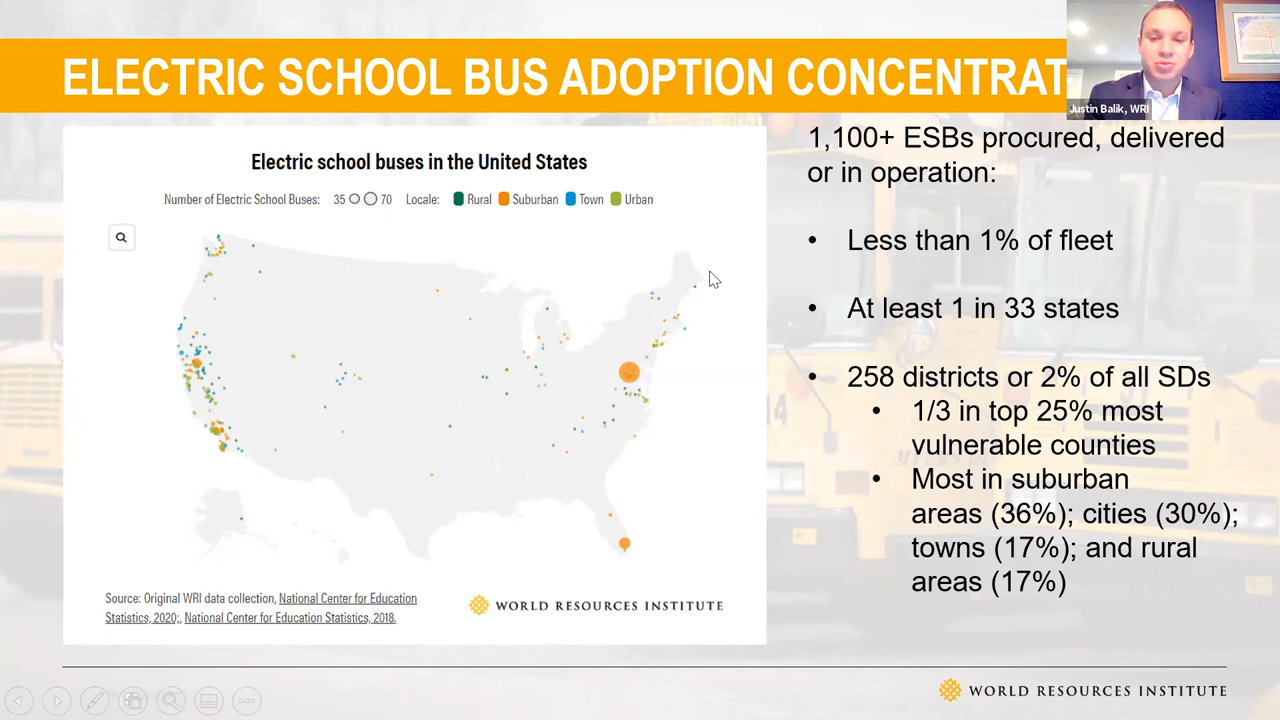 ELECTRIC SCHOOL BUS ADOPTION CONCENTRAT
Justin Balik, WRI
Electric school buses in the United States
Number of Electric School Buses: 35 70 Locale: Rural Suburban Town Urban
Source: Original WRI data collection, National Center for Education
Statistics, 2020;, National Center for Education Statistics, 2018.
WORLD RESOURCES INSTITUTE
1,100+ ESBs procured, delivered
or in operation:
• Less than 1% of fleet
• At least 1 in 33 states
• 258 districts or 2% of all SDs
• 1/3 in top 25% most
vulnerable counties
• Most in suburban
areas (36%); cities (30%);
towns (17%); and rural
areas (17%)
WORLD RESOURCES INSTITUTE